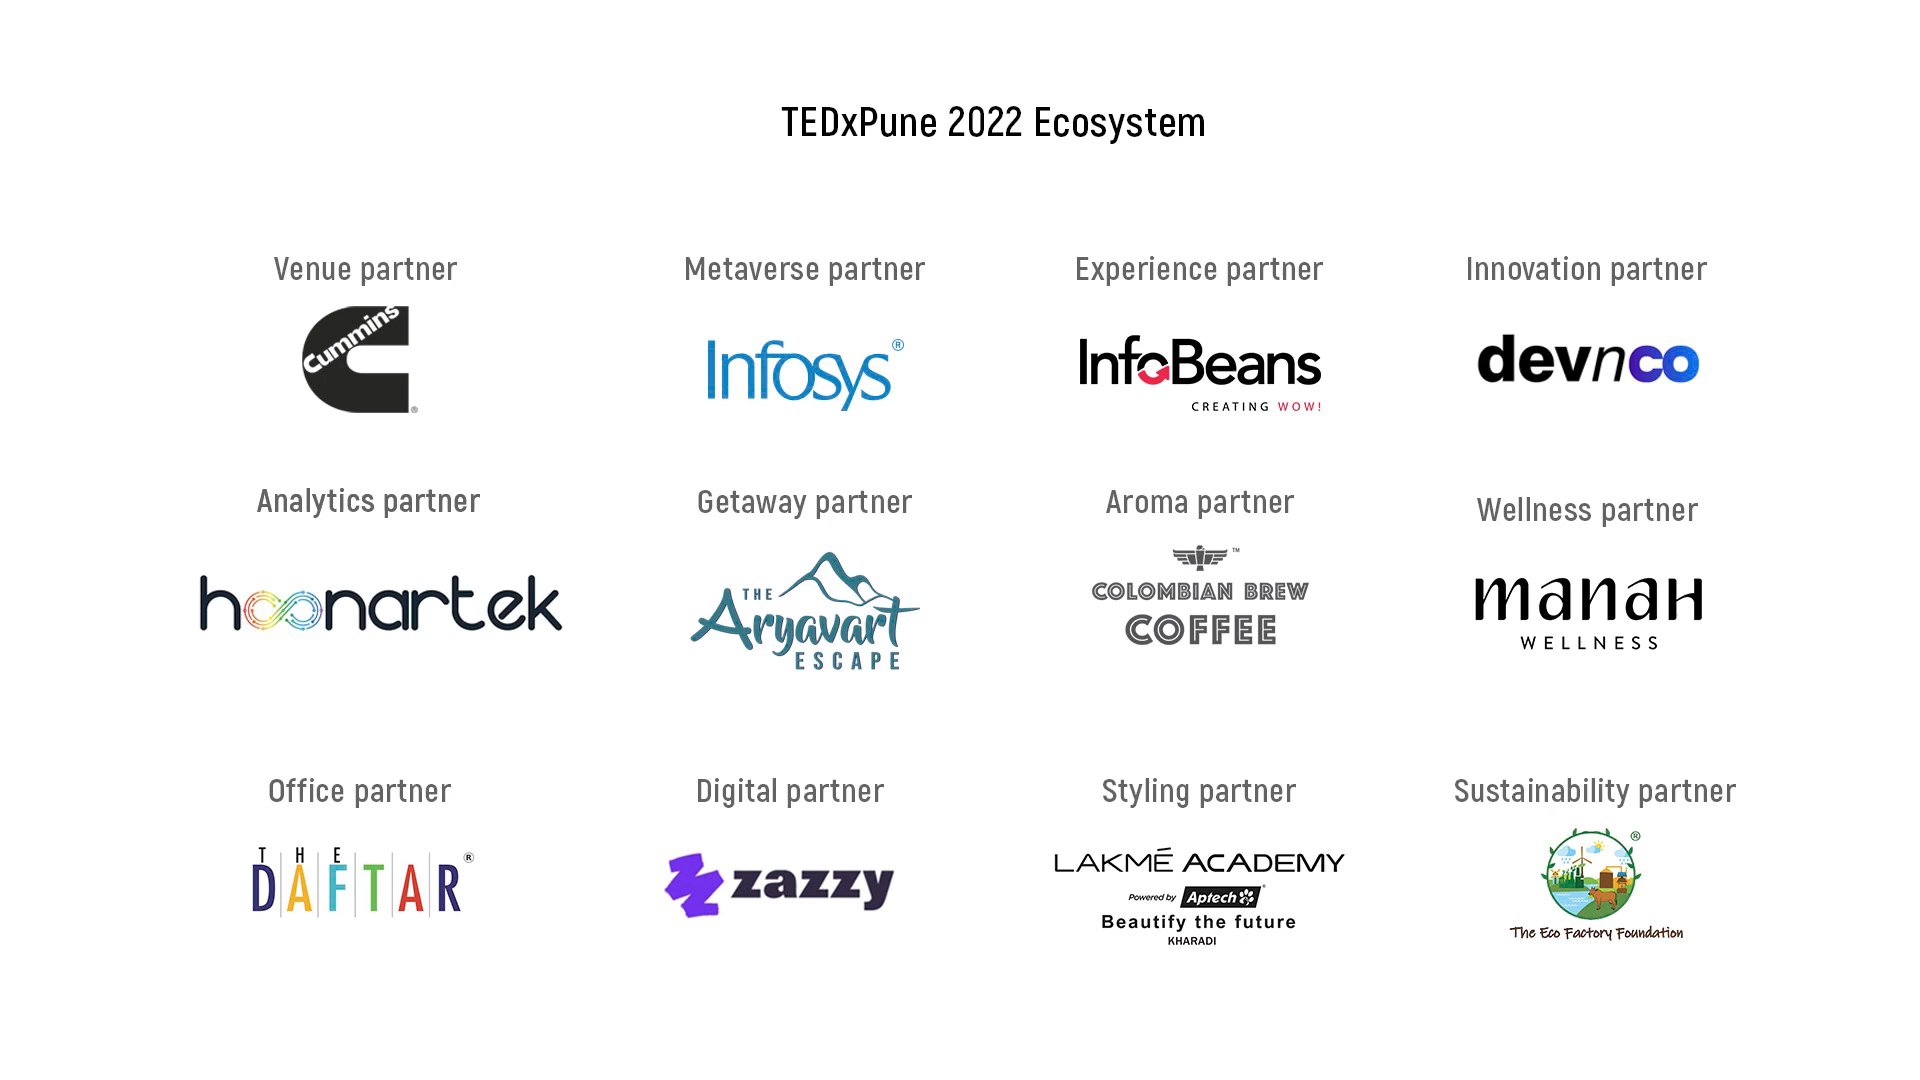 TEDxPune 2022 Ecosystem
Venue partner
Cummins
®
Metaverse partner
Infosys®
Experience partner
InfoBeans
CREATING WOW!
Innovation partner
devnco
Analytics partner
hoonartek
Getaway partner
THE
Aryavart
ESCAPE
Aroma partner
™
COLOMBIAN BREW
COFFEE
Wellness partner
manah
WELLNESS
Office partner
THE
DAFTAR®
Digital partner
zazzy
Styling partner
LAKMÉ ACADEMY
Powered by Aptech®
Beautify the future
KHARADI
Sustainability partner
®
The Eco Factory Foundation